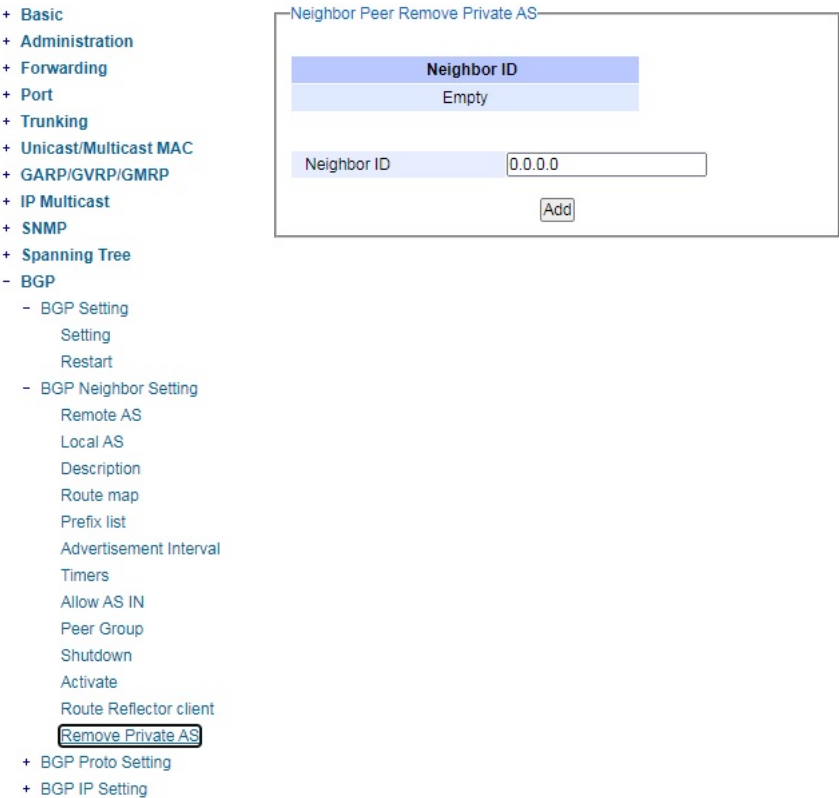 + Basic
+ Administration
+ Forwarding
+ Port
+ Trunking
+ Unicast/Multicast MAC
+ GARP/GVRP/GMRP
+ IP Multicast
+ SNMP
+ Spanning Tree
- BGP
- BGP Setting
Setting
Restart
- BGP Neighbor Setting
Remote AS
Local AS
Description
Route map
Prefix list
Advertisement Interval
Timers
Allow AS IN
Peer Group
Shutdown
Activate
Route Reflector client
Remove Private AS
+ BGP Proto Setting
+ BGP IP Setting
Neighbor Peer Remove Private AS
Neighbor ID
Empty
Neighbor ID 0.0.0.0
Add